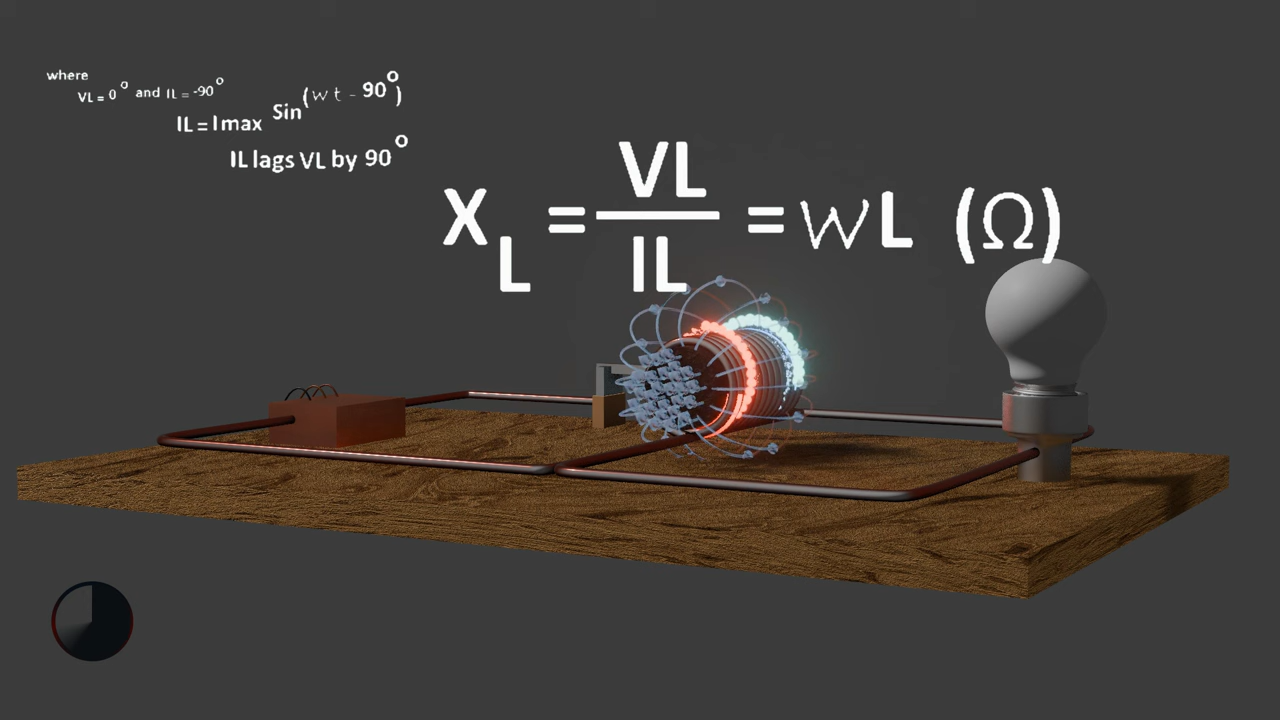 where
VL = 0° and IL = -90°
IL = Imax Sin(wt - 90°)
IL lags VL by 90°
X_L = VL / IL = wL (Ω)